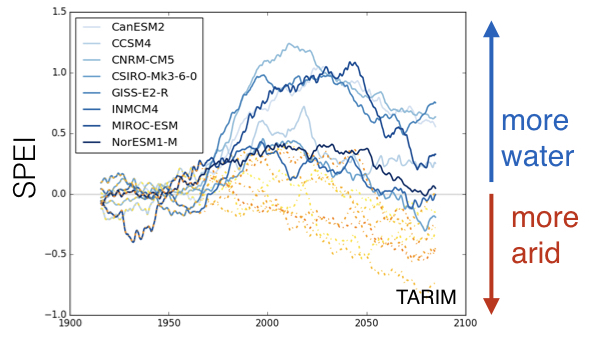 1.5
1.0
0.5
0.0
−0.5
−1.0
1900
1950
2000
2050
2100
SPEI
CanESM2
CCSM4
CNRM-CM5
CSIRO-Mk3-6-0
GISS-E2-R
INMCM4
MIROC-ESM
NorESM1-M
TARIM
more
water
more
arid